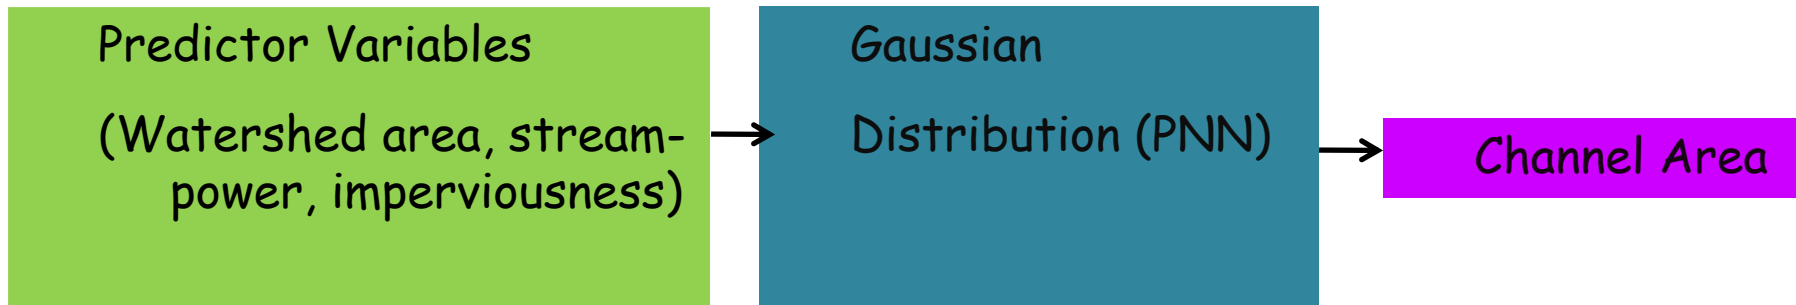 Predictor Variables
(Watershed area, stream-
power, imperviousness)
Gaussian
Distribution (PNN)
Channel Area